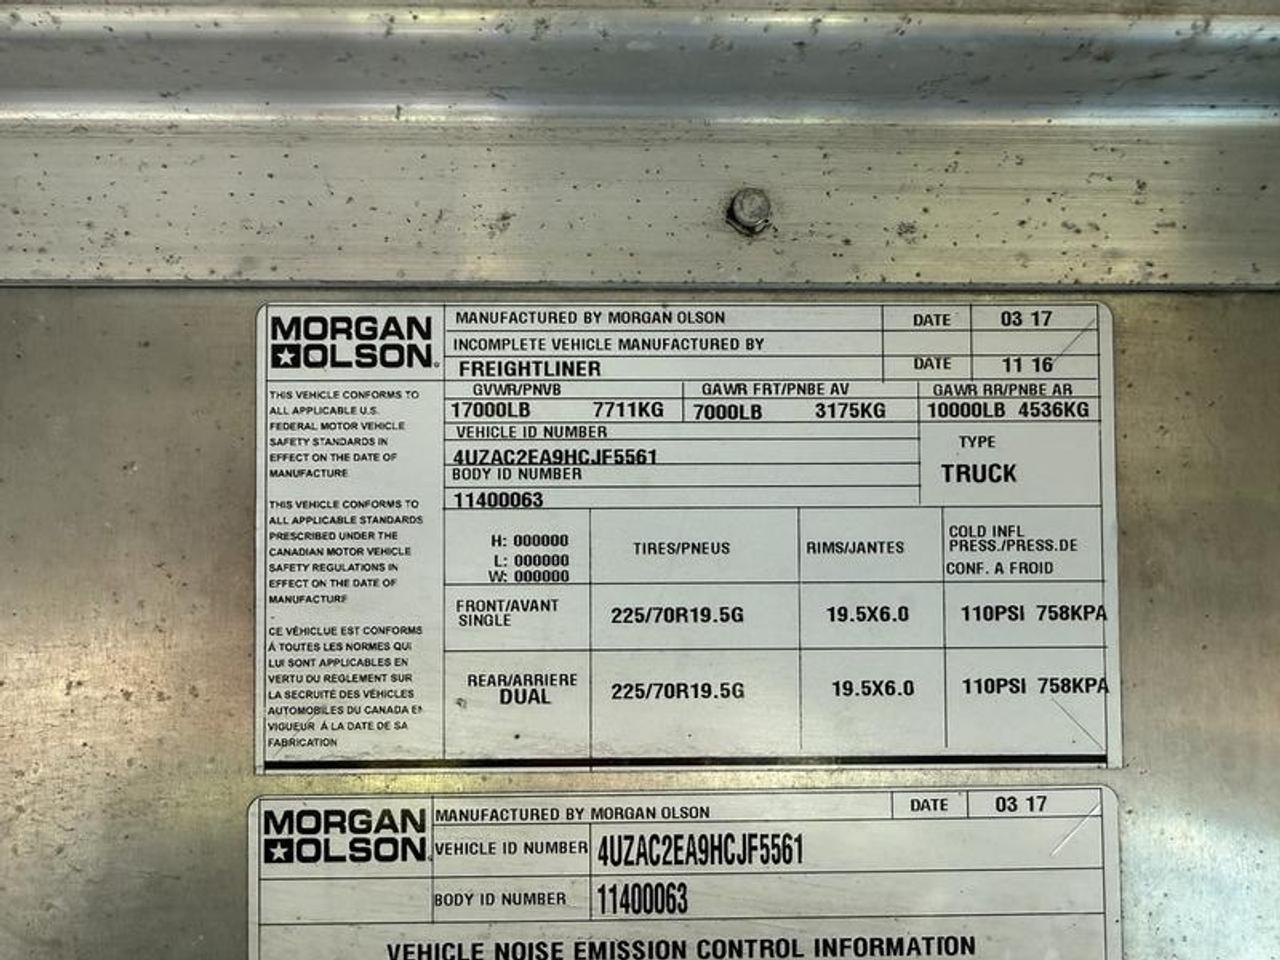 MORGAN
OLSON
MANUFACTURED BY MORGAN OLSON DATE 03 17
INCOMPLETE VEHICLE MANUFACTURED BY
FREIGHTLINER DATE 11 16
GVWR/PNVB GAWR FRT/PNBE AV GAWR RR/PNBE AR
17000LB 7711KG 7000LB 3175KG 10000LB 4536KG
VEHICLE ID NUMBER
4UZAC2EA9HCJF5561
BODY ID NUMBER
11400063
TYPE
TRUCK
THIS VEHICLE CONFORMS TO
ALL APPLICABLE U.S.
FEDERAL MOTOR VEHICLE
SAFETY STANDARDS IN
EFFECT ON THE DATE OF
MANUFACTURE
THIS VEHICLE CONFORMS TO
ALL APPLICABLE STANDARDS
PRESCRIBED UNDER THE
CANADIAN MOTOR VEHICLE
SAFETY REGULATIONS IN
EFFECT ON THE DATE OF
MANUFACTURE
CE VÉHICLUE EST CONFORMS
Á TOUTES LES NORMES QUI
LUI SONT APPLICABLES EN
VERTU DU RÉGLEMENT SUR
LA SECRUITÉ DES VÉHICLES
AUTOMOBILES DU CANADA EN
VIGUEUR Á LA DATE DE SA
FABRICATION
H: 000000
L: 000000
W: 000000
TIRES/PNEUS RIMS/JANTES
COLD INFL
PRESS./PRESS.DE
CONF. A FROID
FRONT/AVANT
SINGLE
225/70R19.5G 19.5X6.0 110PSI 758KPA
REAR/ARRIERE
DUAL
225/70R19.5G 19.5X6.0 110PSI 758KPA
MORGAN
OLSON
MANUFACTURED BY MORGAN OLSON DATE 03 17
VEHICLE ID NUMBER 4UZAC2EA9HCJF5561
BODY ID NUMBER 11400063
VEHICLE NOISE EMISSION CONTROL INFORMATION